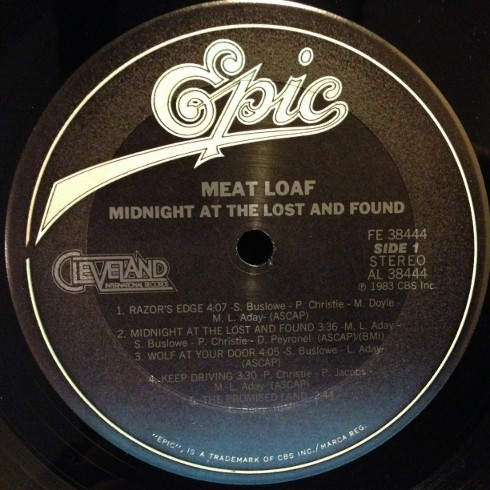 Epic
MEAT LOAF
MIDNIGHT AT THE LOST AND FOUND
FE 38444
SIDE 1
STEREO
AL 38444
℗ 1983 CBS Inc.
CLEVELAND
INTERNATIONAL RECORDS
1. RAZOR'S EDGE 4:07 -S. Buslowe - P. Christie - M. Doyle -
M. L. Aday- (ASCAP)
2. MIDNIGHT AT THE LOST AND FOUND 3:36 -M. L. Aday -
S. Buslowe - P. Christie - D. Peyronel- (ASCAP)/(BMI)
3. WOLF AT YOUR DOOR 4:05 -S. Buslowe - L. Aday-
(ASCAP)
4. KEEP DRIVING 3:30 -P. Christie - P. Jacobs -
M. L. Aday- (ASCAP)
5. THE PROMISED LAND 2:44
(BMI)
"EPIC", IS A TRADEMARK OF CBS INC./MARCA REG.